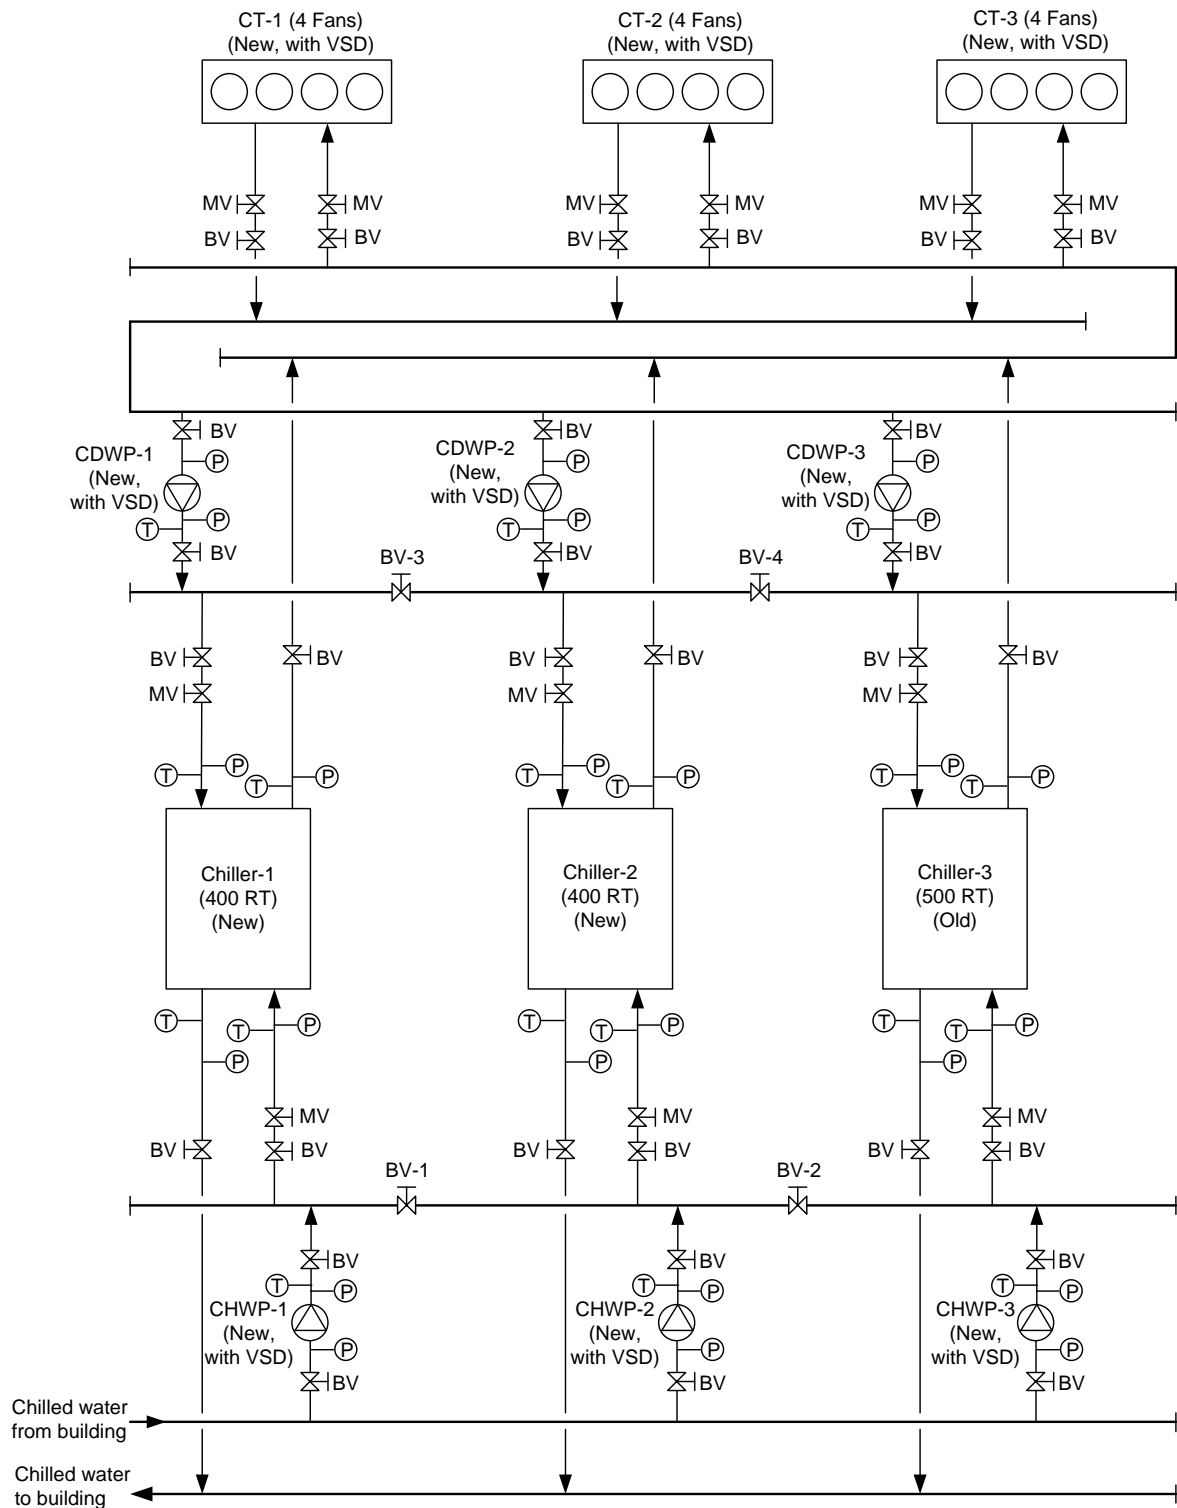 CT-1 (4 Fans)
(New, with VSD)
CT-2 (4 Fans)
(New, with VSD)
CT-3 (4 Fans)
(New, with VSD)
MV MV MV MV MV MV
BV BV BV BV BV BV
BV BV BV
CDWP-1
(New,
with VSD)
P
CDWP-2
(New,
with VSD)
P
CDWP-3
(New,
with VSD)
P
T P T P T P
BV BV BV
BV-3 BV-4
BV BV BV BV BV BV
MV MV MV
T P T P T P T P T P T P
Chiller-1
(400 RT)
(New)
Chiller-2
(400 RT)
(New)
Chiller-3
(500 RT)
(Old)
T T P T T P T T P
P P P
MV MV MV
BV BV BV BV BV BV
BV-1 BV-2
BV BV BV
T P T P T P
CHWP-1
(New,
with VSD)
P
CHWP-2
(New,
with VSD)
P
CHWP-3
(New,
with VSD)
P
BV BV BV
Chilled water
from building
Chilled water
to building